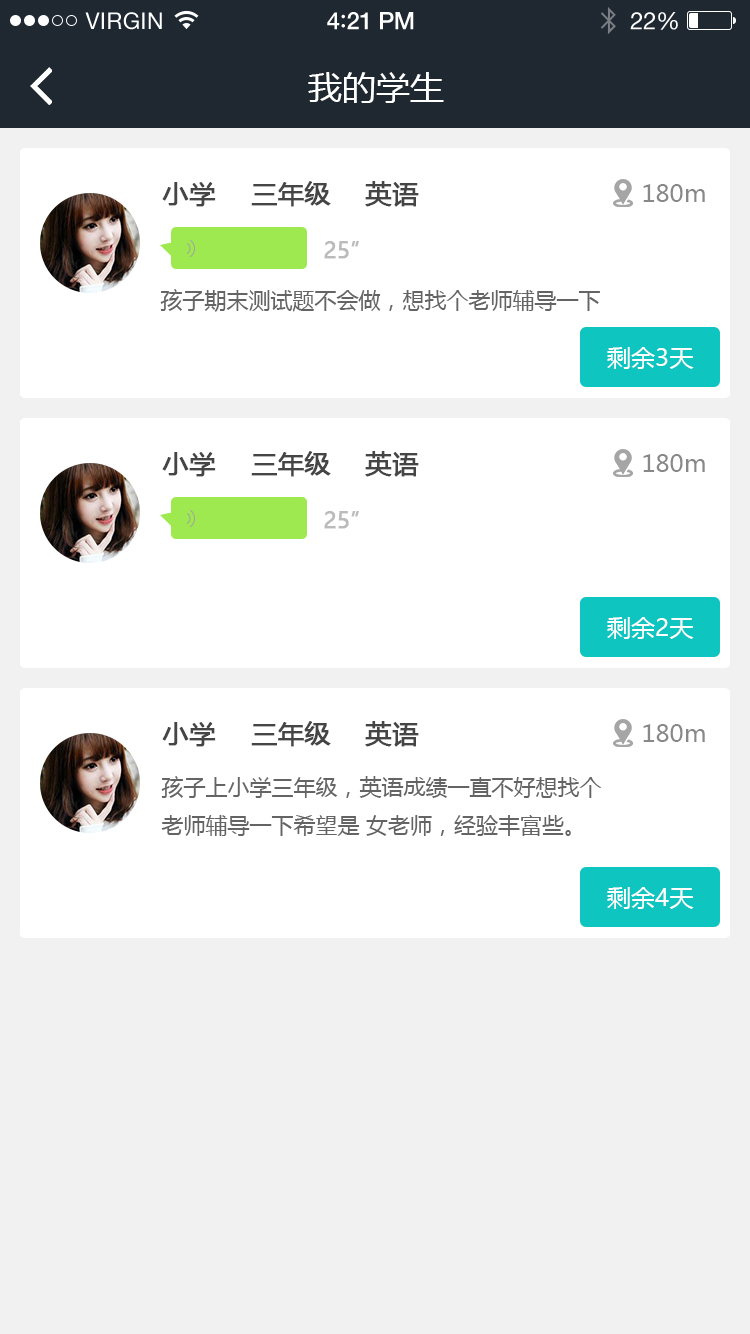 VIRGIN 4:21 PM 22%
我的学生
小学 三年级 英语 180m
25”
孩子期末测试题不会做，想找个老师辅导一下
剩余3天
小学 三年级 英语 180m
25”
剩余2天
小学 三年级 英语 180m
孩子上小学三年级，英语成绩一直不好想找个
老师辅导一下希望是 女老师，经验丰富些。
剩余4天